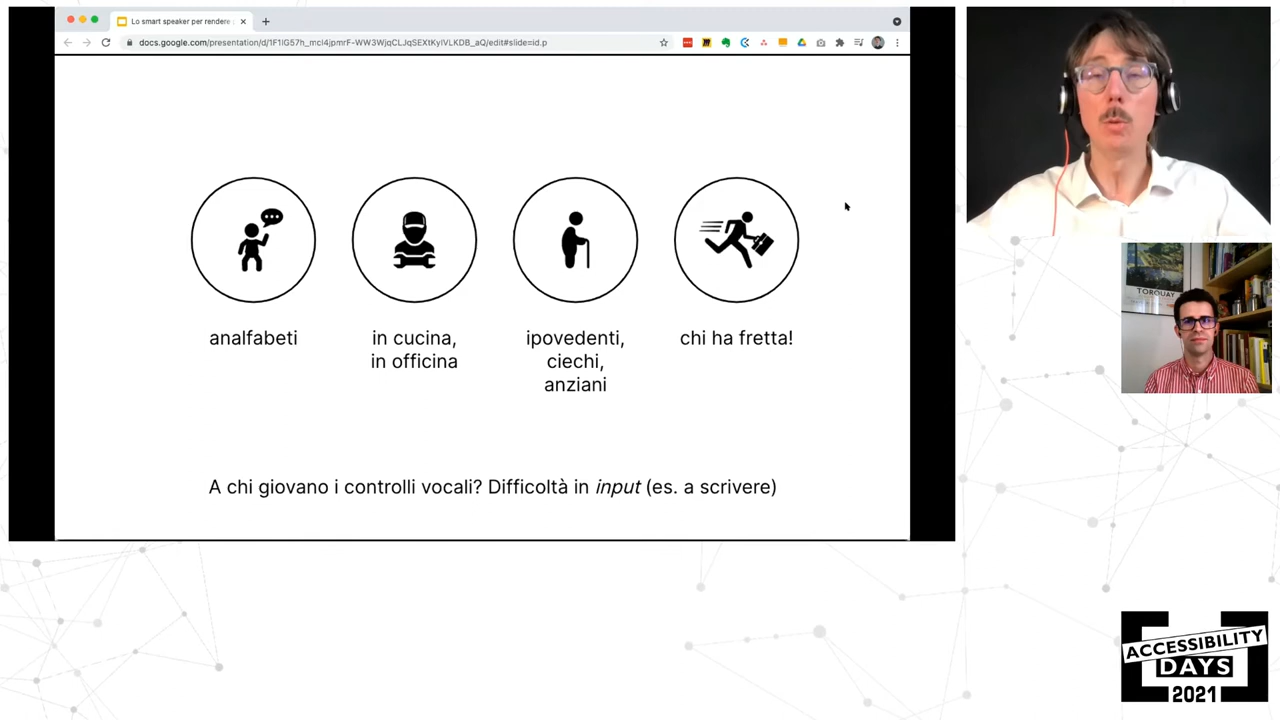 Lo smart speaker per rendere
docs.google.com/presentation/d/1F1lG57h_mcl4jpmrF-WW3WjqCLJqSEXtKyIVLKDB_aQ/edit#slide=id.p
analfabeti
in cucina,
in officina
ipovedenti,
ciechi,
anziani
chi ha fretta!
A chi giovano i controlli vocali? Difficoltà in input (es. a scrivere)
TORQUAY
ACCESSIBILITY
DAYS
2021